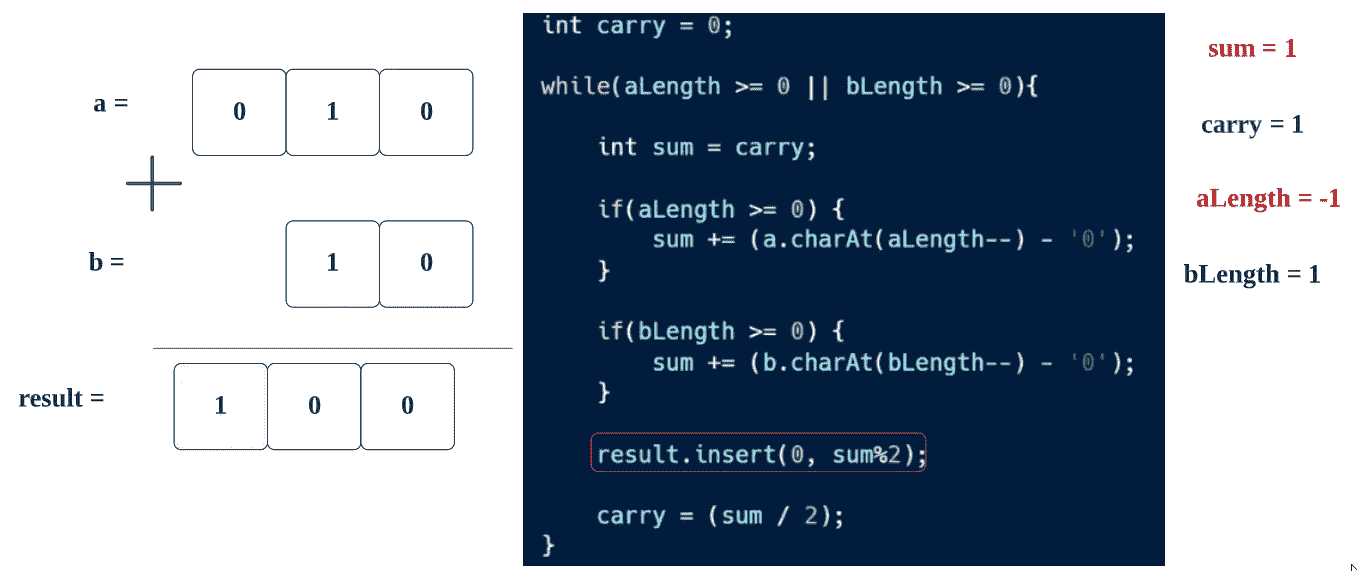 a =
0 1 0
b =
1 0
result =
1 0 0
int carry = 0;
while(aLength >= 0 || bLength >= 0){
int sum = carry;
if(aLength >= 0) {
sum += (a.charAt(aLength--) - '0');
}
if(bLength >= 0) {
sum += (b.charAt(bLength--) - '0');
}
result.insert(0, sum%2);
carry = (sum / 2);
}
sum = 1
carry = 1
aLength = -1
bLength = 1